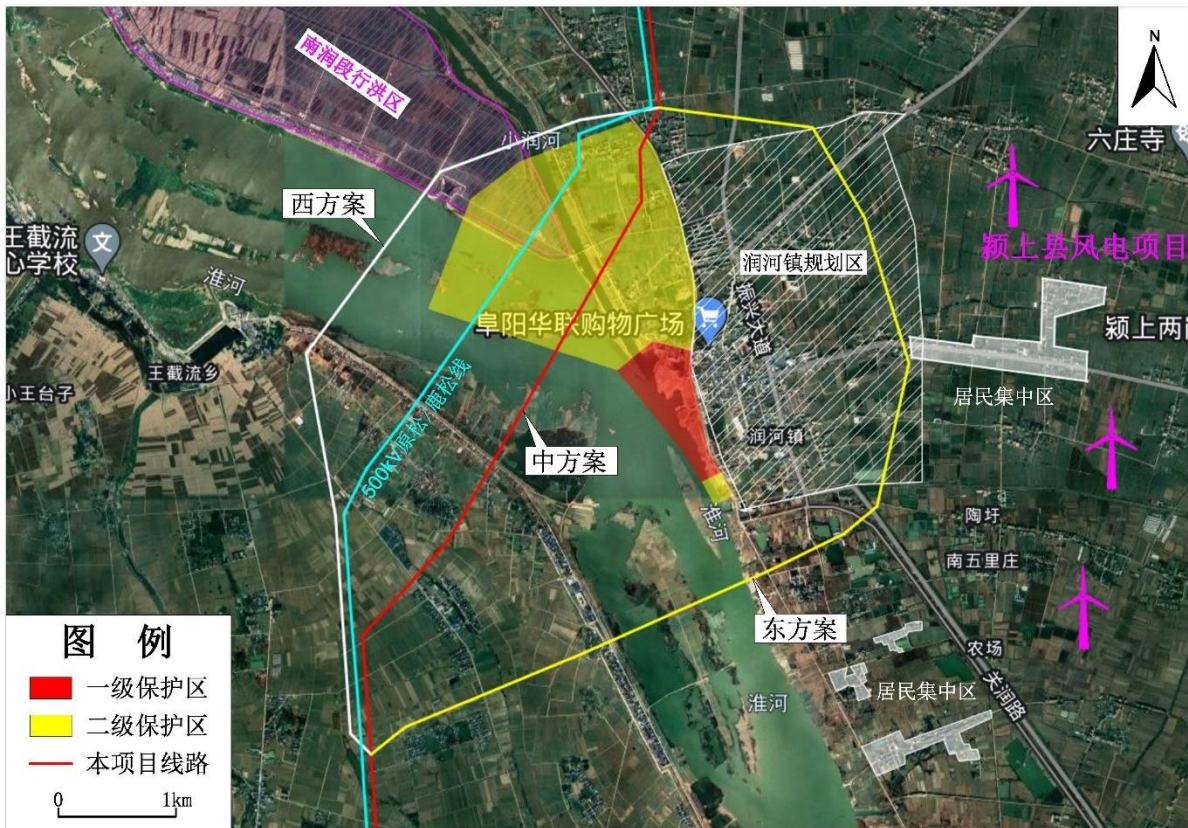 南润段行洪区
N
小润河
六庄寺
西方案
王截流
心学校
文
淮河
润河镇规划区
颍上县风电项目
振兴大道
阜阳华联购物广场
颍上两
王截流乡
小王台子
居民集中区
500kV原松/鹿松线
中方案
润河镇
淮河
陶圩
南五里庄
东方案
农场
关润路
居民集中区
淮河
图 例
一级保护区
二级保护区
本项目线路
0 1km